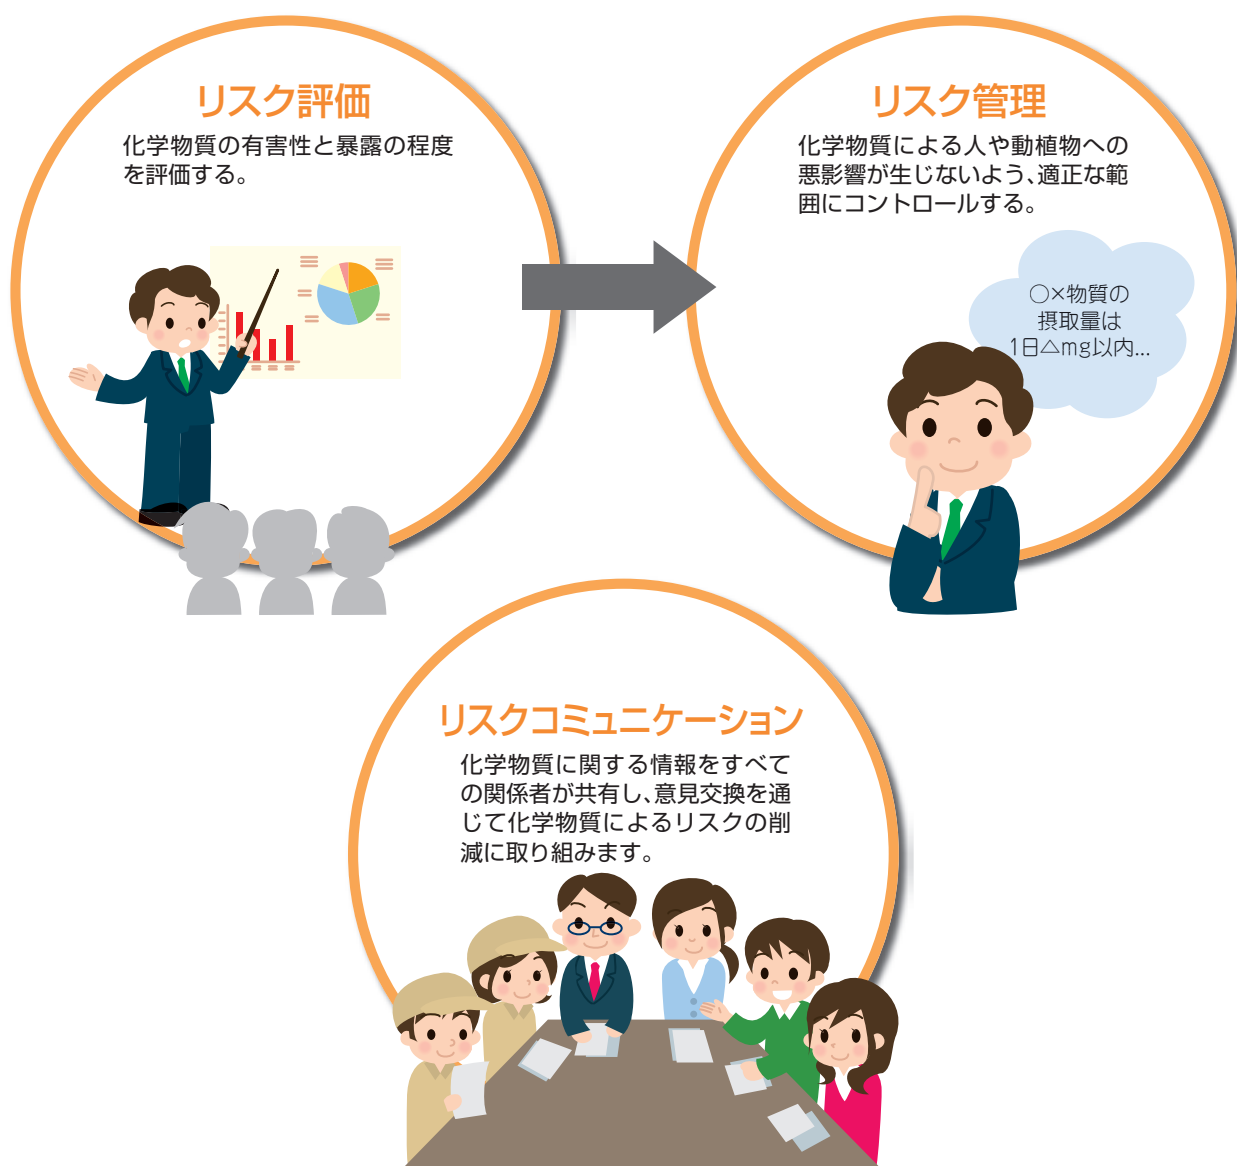 リスク評価
化学物質の有害性と暴露の程度
を評価する。
リスク管理
化学物質による人や動植物への
悪影響が生じないよう、適正な範
囲にコントロールする。
○×物質の
摂取量は
1日△mg以内...
リスクコミュニケーション
化学物質に関する情報をすべて
の関係者が共有し、意見交換を通
じて化学物質によるリスクの削
減に取り組みます。